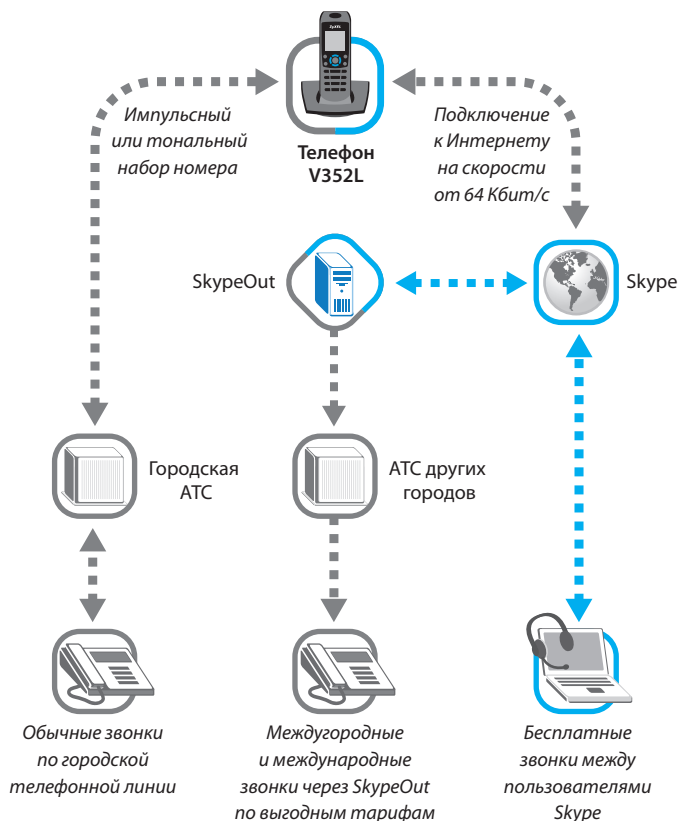 ZyXEL
Импульсный
или тональный
набор номера
Телефон
V352L
Подключение
к Интернету
на скорости
от 64 Кбит/с
SkypeOut
Skype
Городская
АТС
АТС других
городов
Обычные звонки
по городской
телефонной линии
Междугородные
и международные
звонки через SkypeOut
по выгодным тарифам
Бесплатные
звонки между
пользователями
Skype